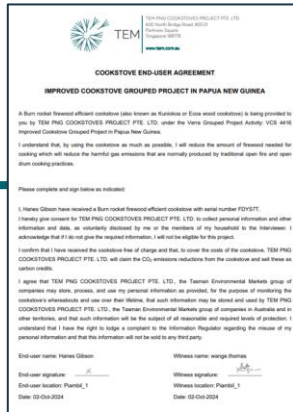 TEM
TEM PNG COOKSTOVES PROJECT PTE. LTD.
Singapore 188778
www.tem.com.au
COOKSTOVE END-USER AGREEMENT
IMPROVED COOKSTOVE GROUPED PROJECT IN PAPUA NEW GUINEA
A Burn rocket firewood efficient cookstove (also known as Kunikoa or Ecoa wood cookstove) is being provided to
you by TEM PNG COOKSTOVES PROJECT PTE. LTD. under the Verra Grouped Project Activity: VCS 4416
Improved Cookstove Grouped Project in Papua New Guinea.
I understand that, by using the cookstove as much as possible, I will reduce the amount of firewood needed for
cooking which will reduce the harmful gas emissions that are normally produced by traditional open fire and open
drum cooking practices.
Please complete and sign below as indicated:
I, Hanes Gibson have received a Burn rocket firewood efficient cookstove with serial number FDYS7T.
I hereby give consent for TEM PNG COOKSTOVES PROJECT PTE. LTD. to collect personal information and other
information and data, as voluntarily disclosed by me or the members of my household to the Interviewer. I
acknowledge that if I do not give the required information, I will not be eligible for this project.
I confirm that I have received the cookstove free of charge and that, to cover the costs of the cookstove, TEM PNG
COOKSTOVES PROJECT PTE. LTD. will claim the CO₂ emissions reductions from the cookstove and sell these as
carbon credits.
I agree that TEM PNG COOKSTOVES PROJECT PTE. LTD., the Tasman Environmental Markets group of
companies may store, process, and use my personal information as provided, for the purpose of monitoring the
cookstove's whereabouts and use over their lifetime, that such information may be stored and used by TEM PNG
COOKSTOVES PROJECT PTE. LTD., the Tasman Environmental Markets group of companies in Australia and in
other territories, and that such information will be the subject of all reasonable and required levels of protection. I
understand that I have the right to lodge a complaint to the Information Regulator regarding the misuse of my
personal information and that this information will not be sold to any third party.
End-user name: Hanes Gibson
Witness name: wange thomas
End-user signature:
Witness signature:
End-user location: Piambil_1
Witness location: Piambil_1
Date: 02-Oct-2024
Date: 02-Oct-2024